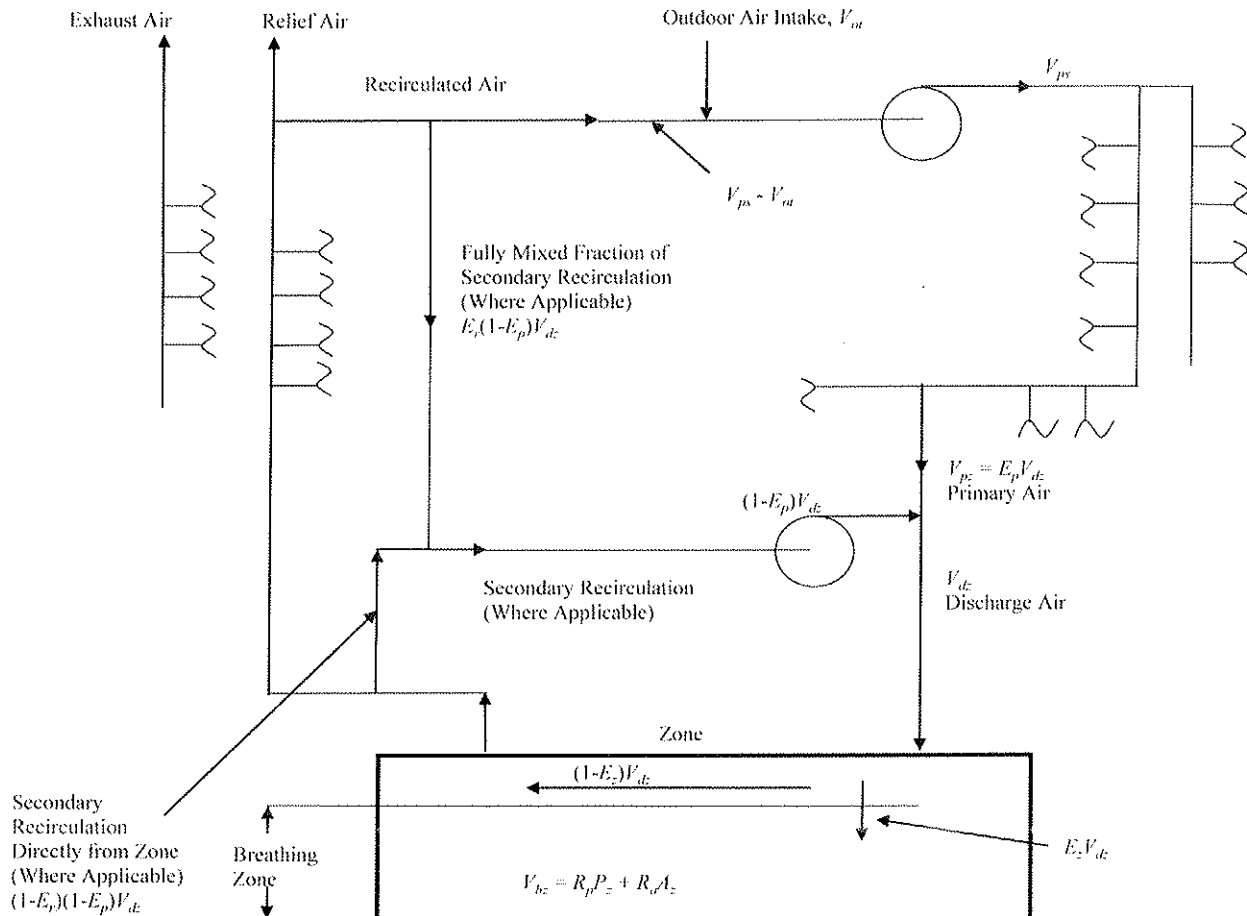 Exhaust Air
Relief Air
Outdoor Air Intake, V_ot
Recirculated Air
V_ps
V_ps - V_ot
Fully Mixed Fraction of
Secondary Recirculation
(Where Applicable)
E_r(1-E_p)V_dz
V_pz = E_pV_dz
Primary Air
(1-E_p)V_dz
Secondary Recirculation
(Where Applicable)
V_dz
Discharge Air
Zone
(1-E_z)V_dz
Secondary
Recirculation
Directly from Zone
(Where Applicable)
(1-E_r)(1-E_p)V_dz
Breathing
Zone
E_zV_dz
V_bz = R_pP_z + R_aA_z